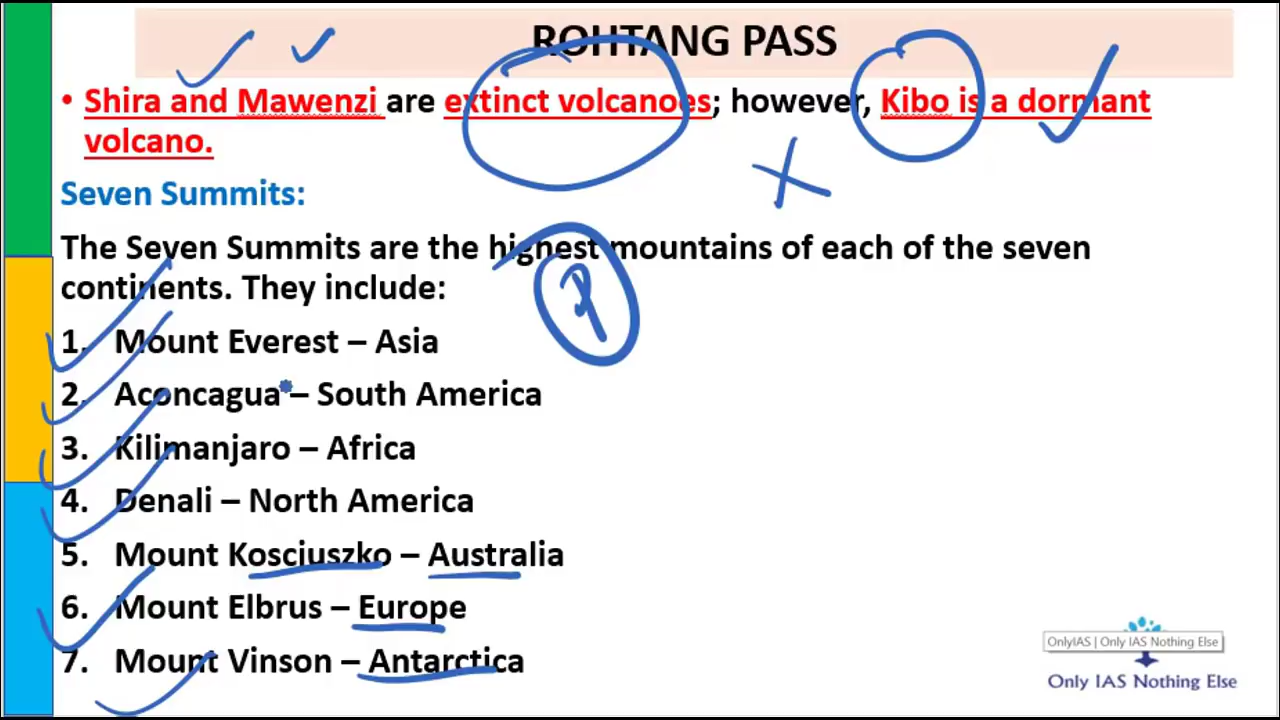 ROHTANG PASS
• Shira and Mawenzi are extinct volcanoes; however, Kibo is a dormant
volcano.
Seven Summits:
The Seven Summits are the highest mountains of each of the seven
continents. They include:
1. Mount Everest – Asia
2. Aconcagua – South America
3. Kilimanjaro – Africa
4. Denali – North America
5. Mount Kosciuszko – Australia
6. Mount Elbrus – Europe
7. Mount Vinson – Antarctica
OnlyIAS | Only IAS Nothing Else
Only IAS Nothing Else